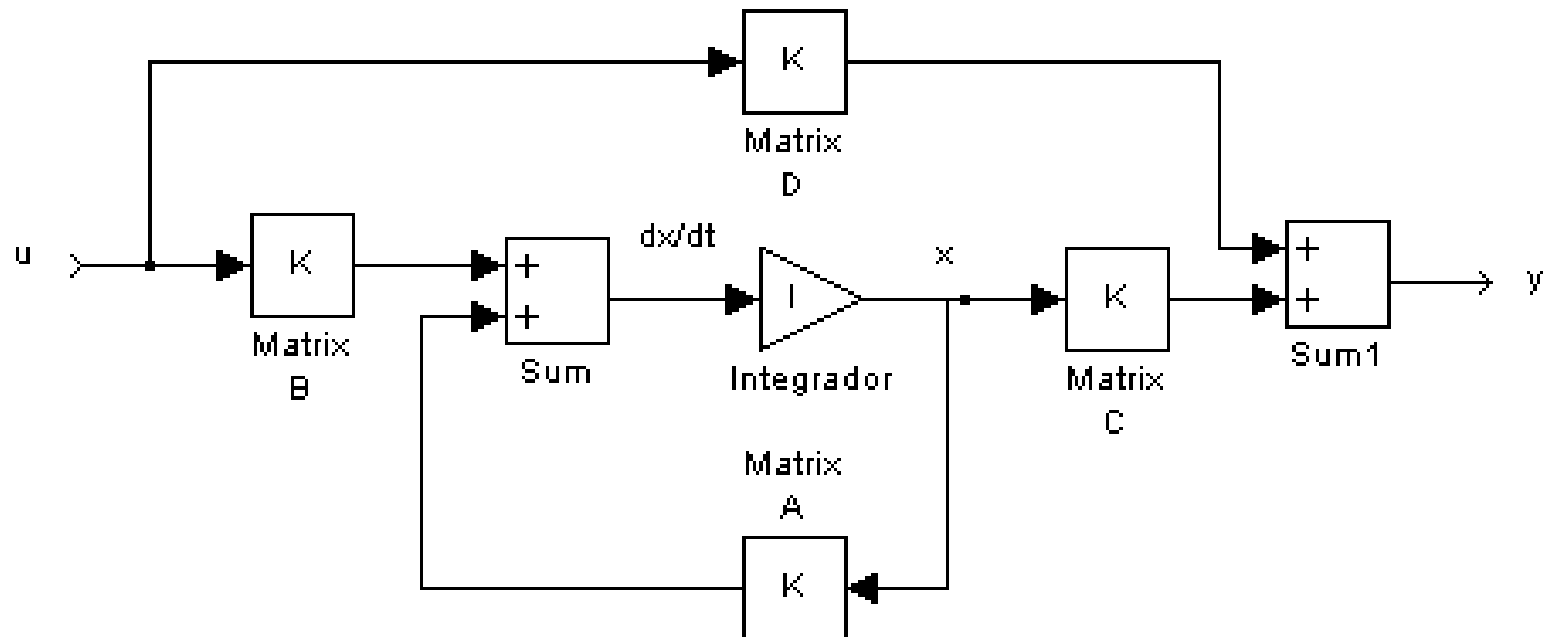 K
Matrix
D
u
K
Matrix
B
+
+
Sum
dx/dt
I
Integrador
x
K
Matrix
C
+
+
Sum1
y
Matrix
A
K